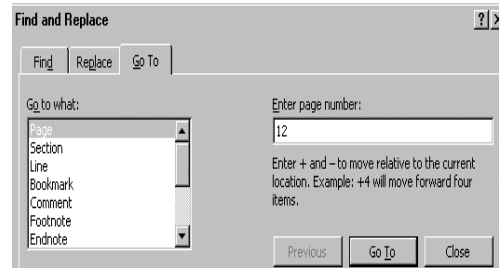 Find and Replace
Find Replace Go To
Go to what:
Page
Section
Line
Bookmark
Comment
Footnote
Endnote
Enter page number:
12
Enter + and – to move relative to the current
location. Example: +4 will move forward four
items.
Previous Go To Close